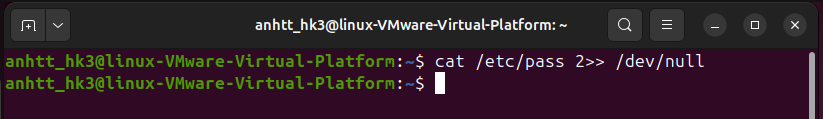 anhtt_hk3@linux-VMware-Virtual-Platform: ~
anhtt_hk3@linux-VMware-Virtual-Platform:~$ cat /etc/pass 2>> /dev/null
anhtt_hk3@linux-VMware-Virtual-Platform:~$